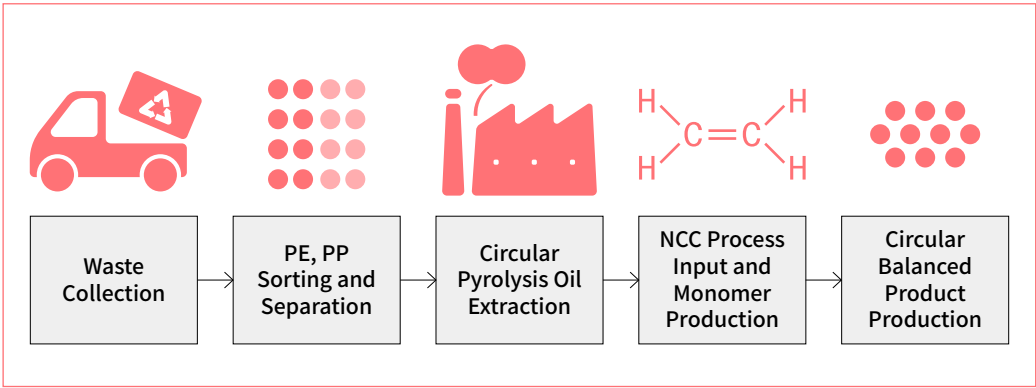 H
H
C
C
H
H
Waste
Collection
PE, PP
Sorting and
Separation
Circular
Pyrolysis Oil
Extraction
NCC Process
Input and
Monomer
Production
Circular
Balanced
Product
Production